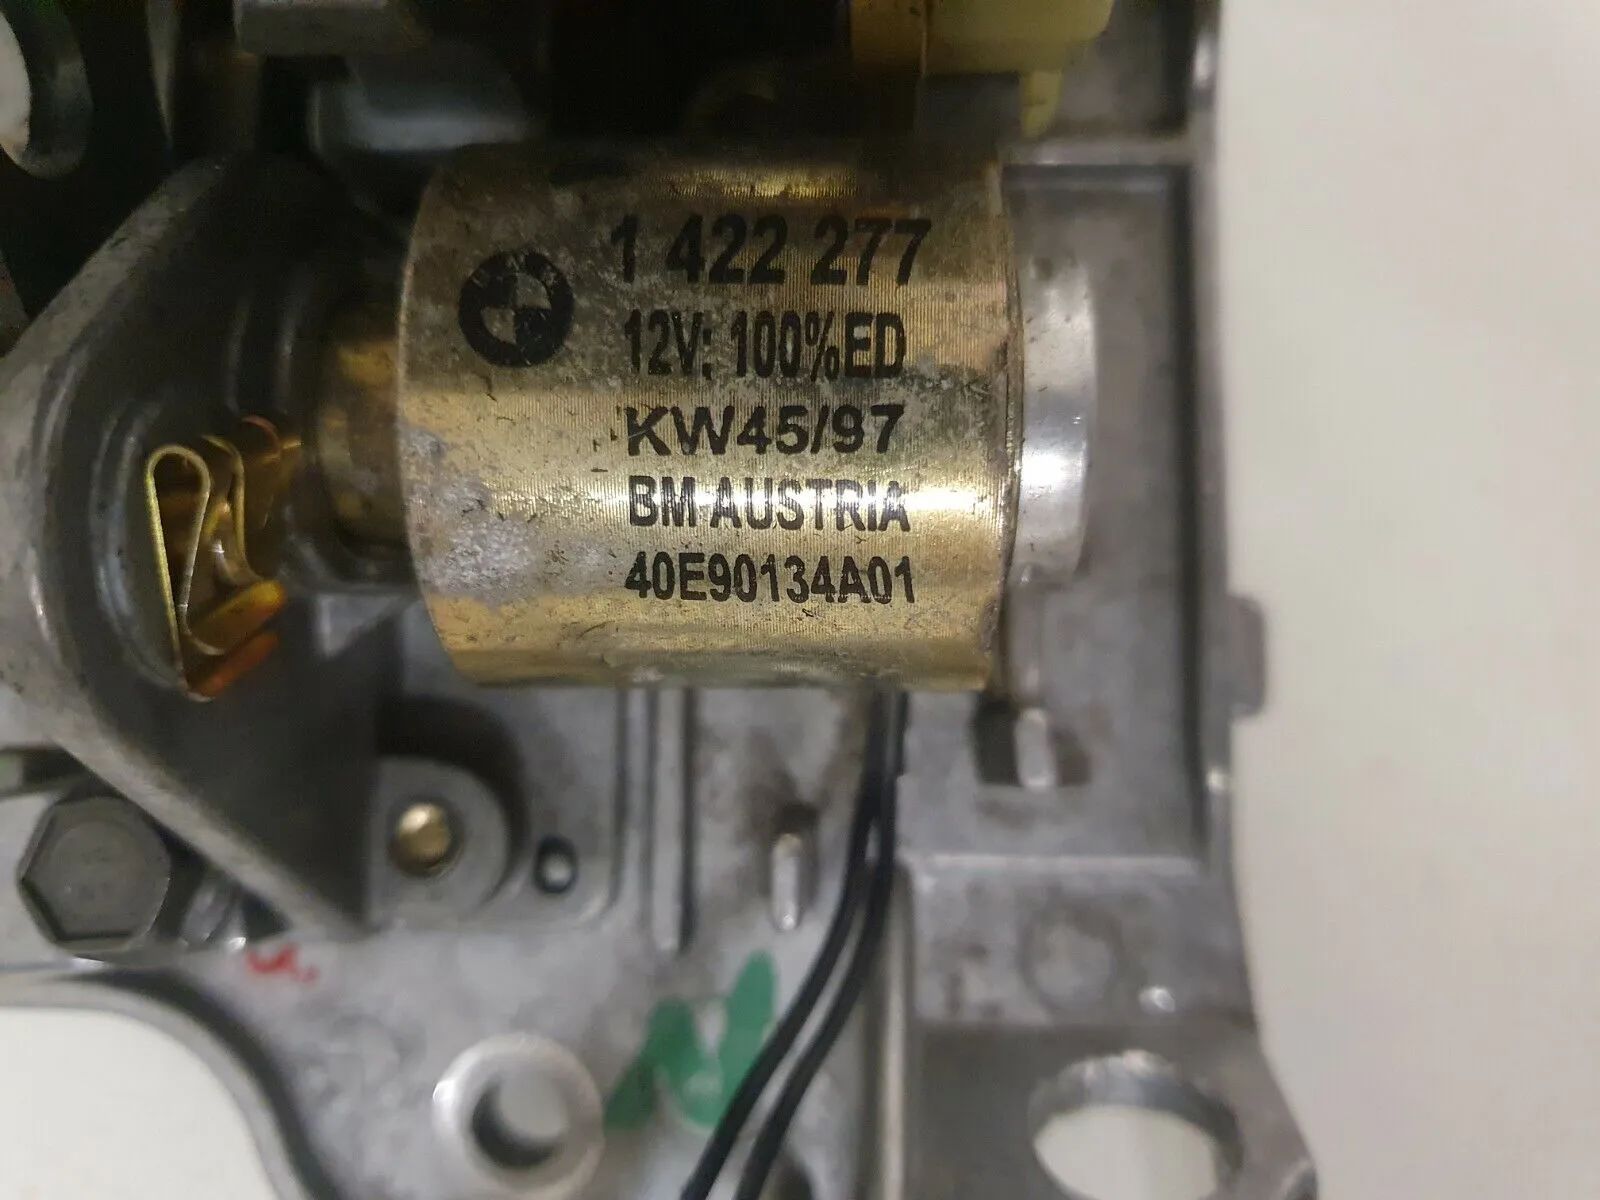 1 422 277
12V; 100%ED
KW45/97
BM-AUSTRIA
40E90134A01